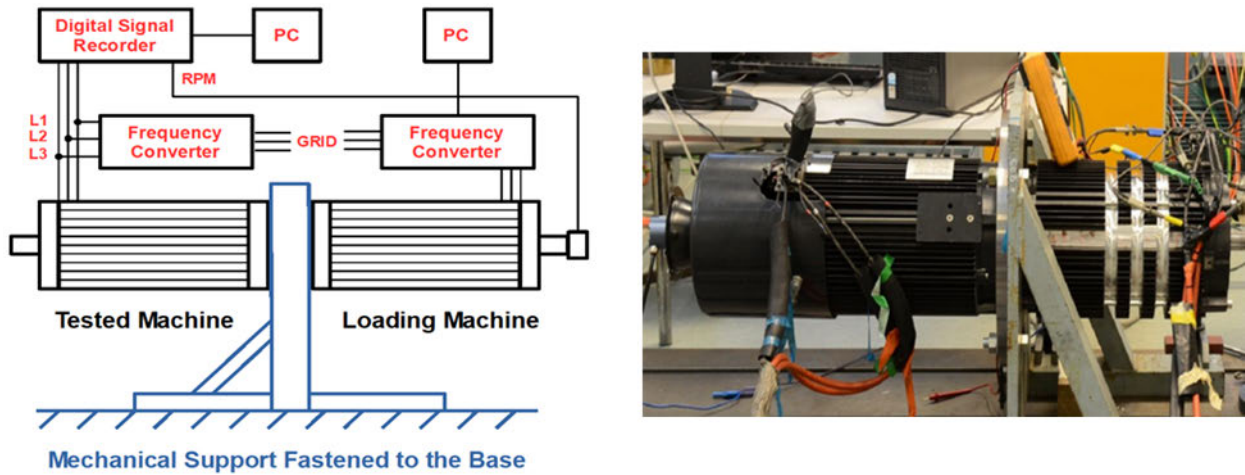 Digital Signal
Recorder
PC
PC
RPM
L1
L2
L3
Frequency
Converter
GRID
Frequency
Converter
Tested Machine
Loading Machine
Mechanical Support Fastened to the Base